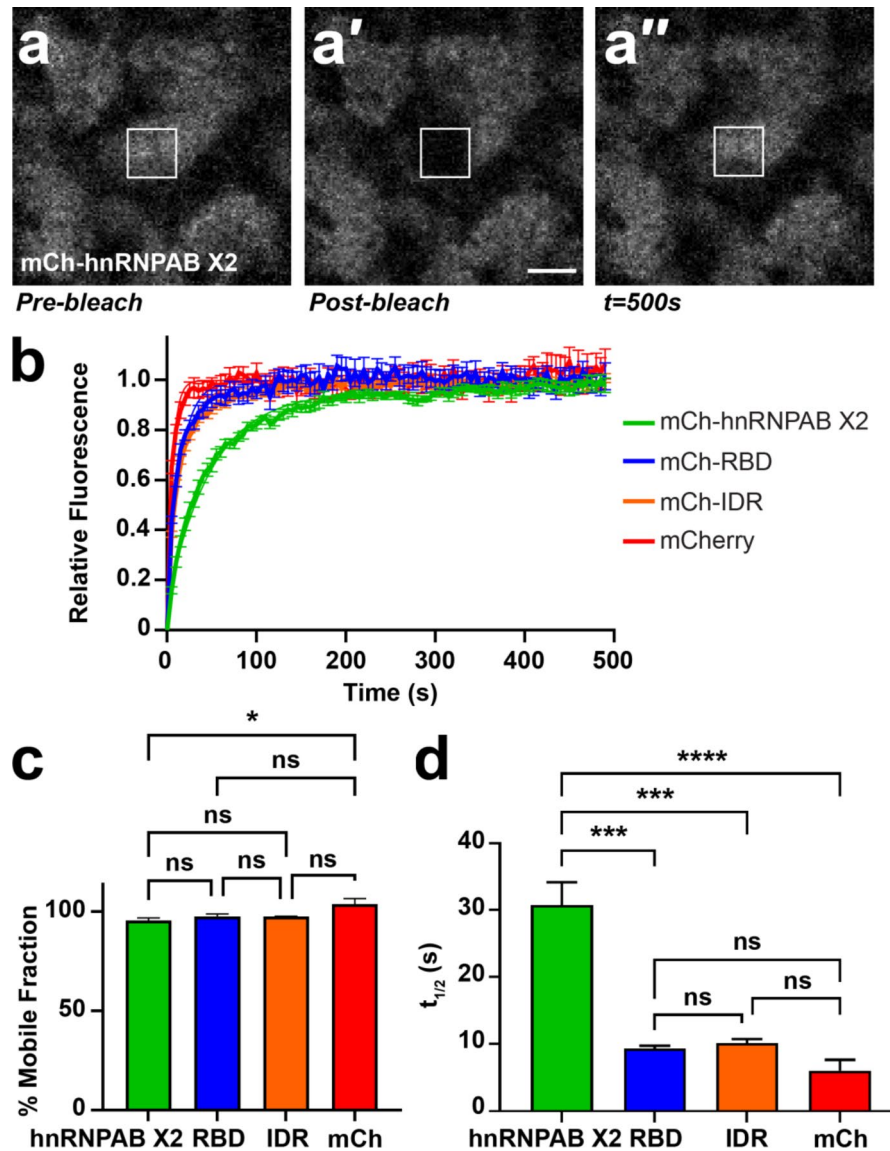 a
a′
a″
mCh-hnRNPAB X2
Pre-bleach
Post-bleach
t=500s
b
Relative Fluorescence
1.0
0.8
0.6
0.4
0.2
0
0
100
200
300
400
500
Time (s)
mCh-hnRNPAB X2
mCh-RBD
mCh-IDR
mCherry
c
*
ns
ns
ns
ns
ns
% Mobile Fraction
100
50
0
hnRNPAB X2
RBD
IDR
mCh
d
****
***
***
ns
ns
ns
t1/2 (s)
40
30
20
10
0
hnRNPAB X2
RBD
IDR
mCh